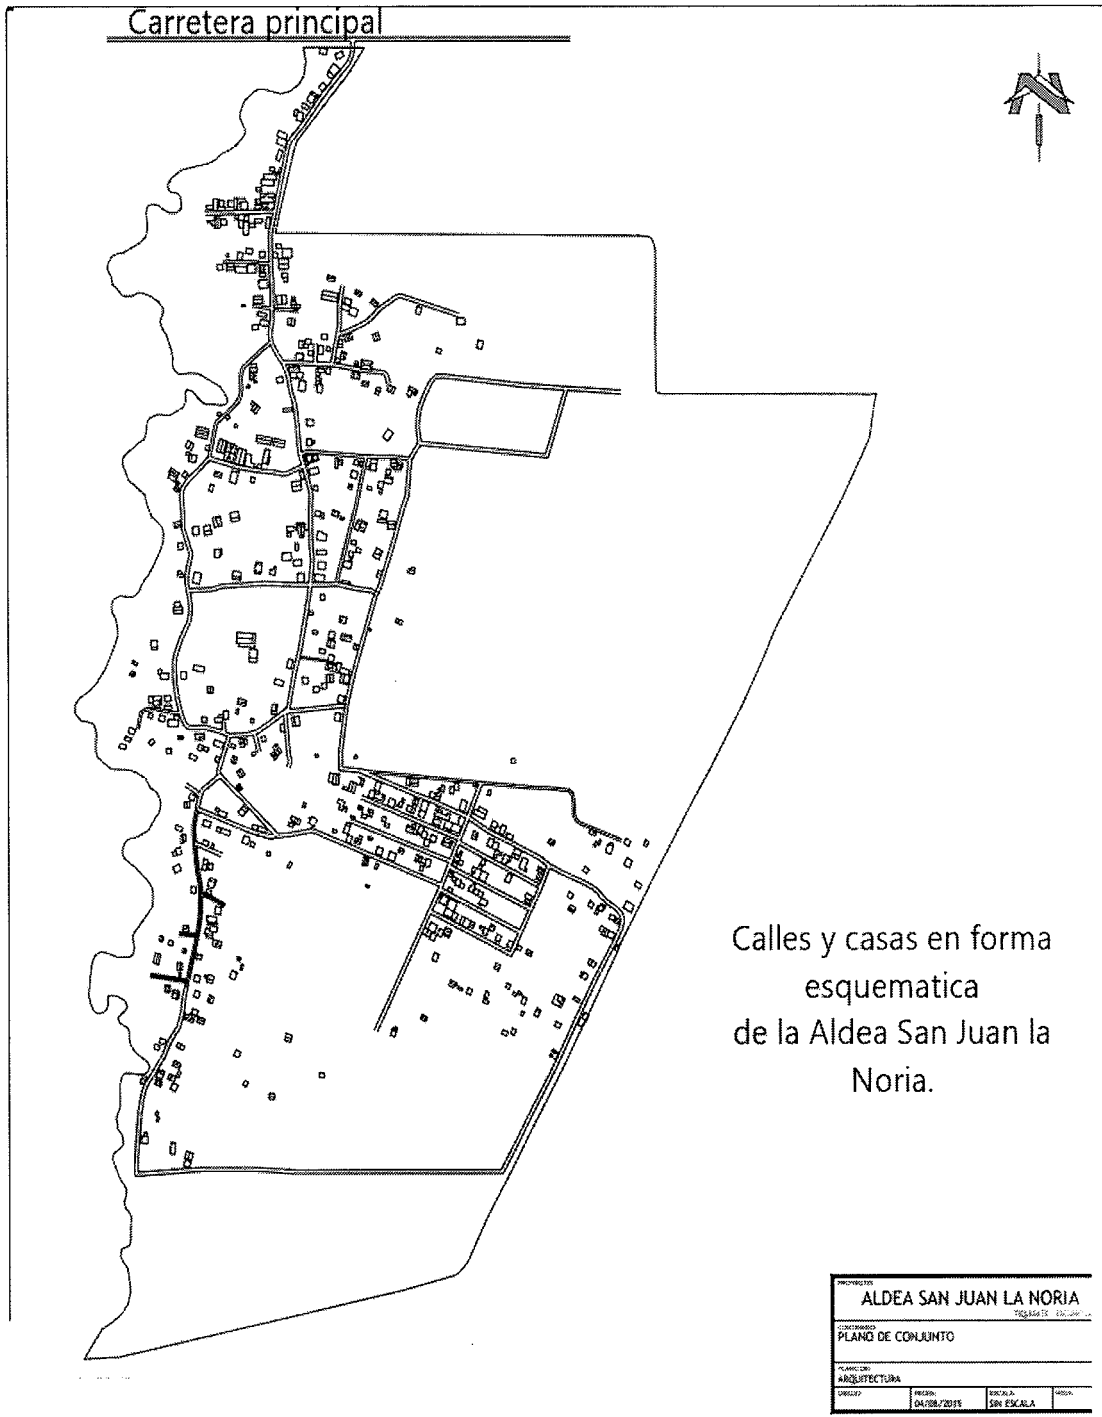 Carretera principal
N
Calles y casas en forma
esquematica
de la Aldea San Juan la
Noria.
ALDEA SAN JUAN LA NORIA
PLANO DE CONJUNTO
ARQUITECTURA
SIN ESCALA